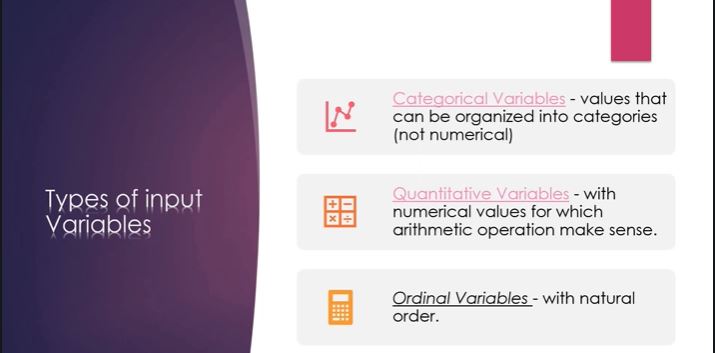 Types of input
Variables
Categorical Variables - values that
can be organized into categories
(not numerical)
Quantitative Variables - with
numerical values for which
arithmetic operation make sense.
Ordinal Variables - with natural
order.